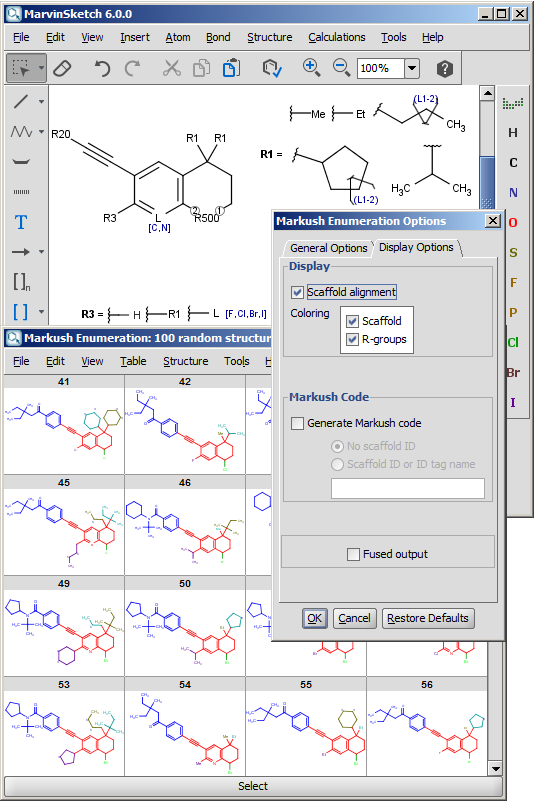 MarvinSketch 6.0.0
File Edit View Insert Atom Bond Structure Calculations Tools Help
100%
R20
R1 R1
R3 L R500
[C,N]
2 1
Me Et (L1-2) CH3
R1 =
(L1-2)
H3C CH3
R3 = H R1 L [F,Cl,Br,I]
T
[ ]n
[ ]
H
C
N
O
S
F
P
Cl
Br
I
Markush Enumeration Options
General Options Display Options
Display
Scaffold alignment
Coloring
Scaffold
R-groups
Markush Code
Generate Markush code
No scaffold ID
Scaffold ID or ID tag name
Fused output
OK Cancel Restore Defaults
Markush Enumeration: 100 random structu
File Edit View Table Structure Tools
41 42
45 46
49 50
53 54 55 56
Select